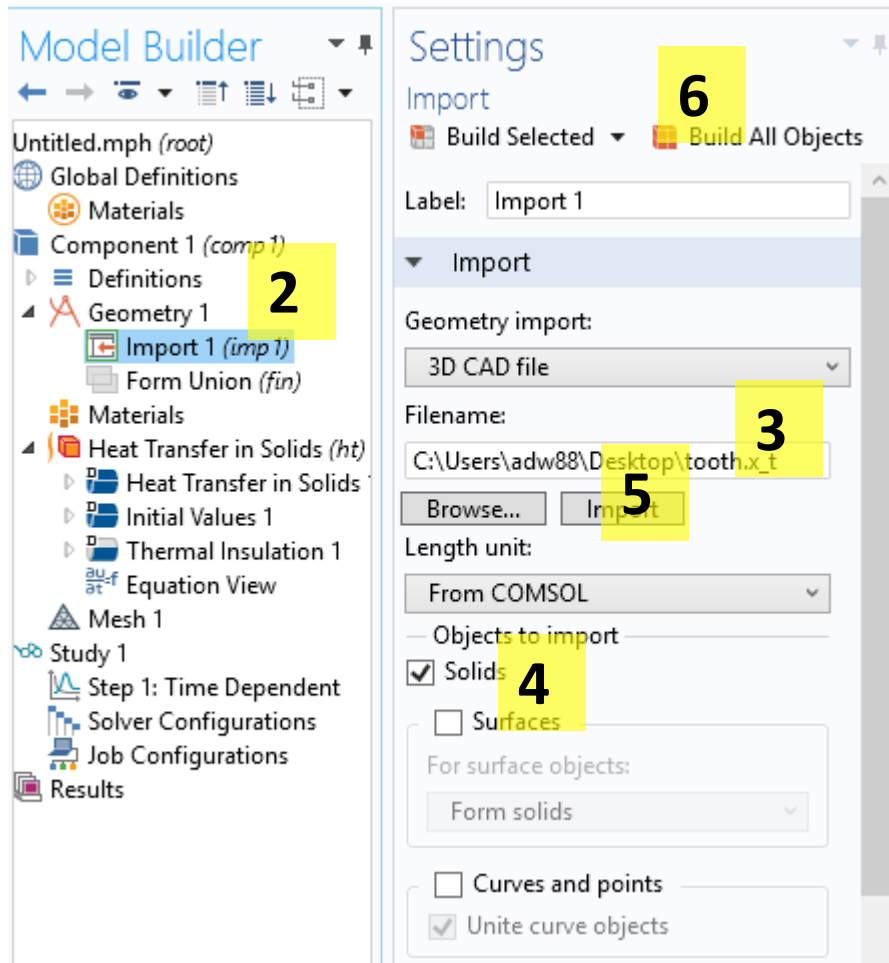 Model Builder
Untitled.mph (root)
Global Definitions
Materials
Component 1 (comp 1)
Definitions
2
Geometry 1
Import 1 (imp 1)
Form Union (fin)
Materials
Heat Transfer in Solids (ht)
Heat Transfer in Solids
Initial Values 1
Thermal Insulation 1
Equation View
Mesh 1
Study 1
Step 1: Time Dependent
Solver Configurations
Job Configurations
Results
Settings
Import
6
Build Selected Build All Objects
Label: Import 1
Import
Geometry import:
3D CAD file
Filename:
3
C:\Users\adw88\Desktop\tooth.x_t
5
Browse... Import
Length unit:
From COMSOL
Objects to import
Solids
4
Surfaces
For surface objects:
Form solids
Curves and points
Unite curve objects